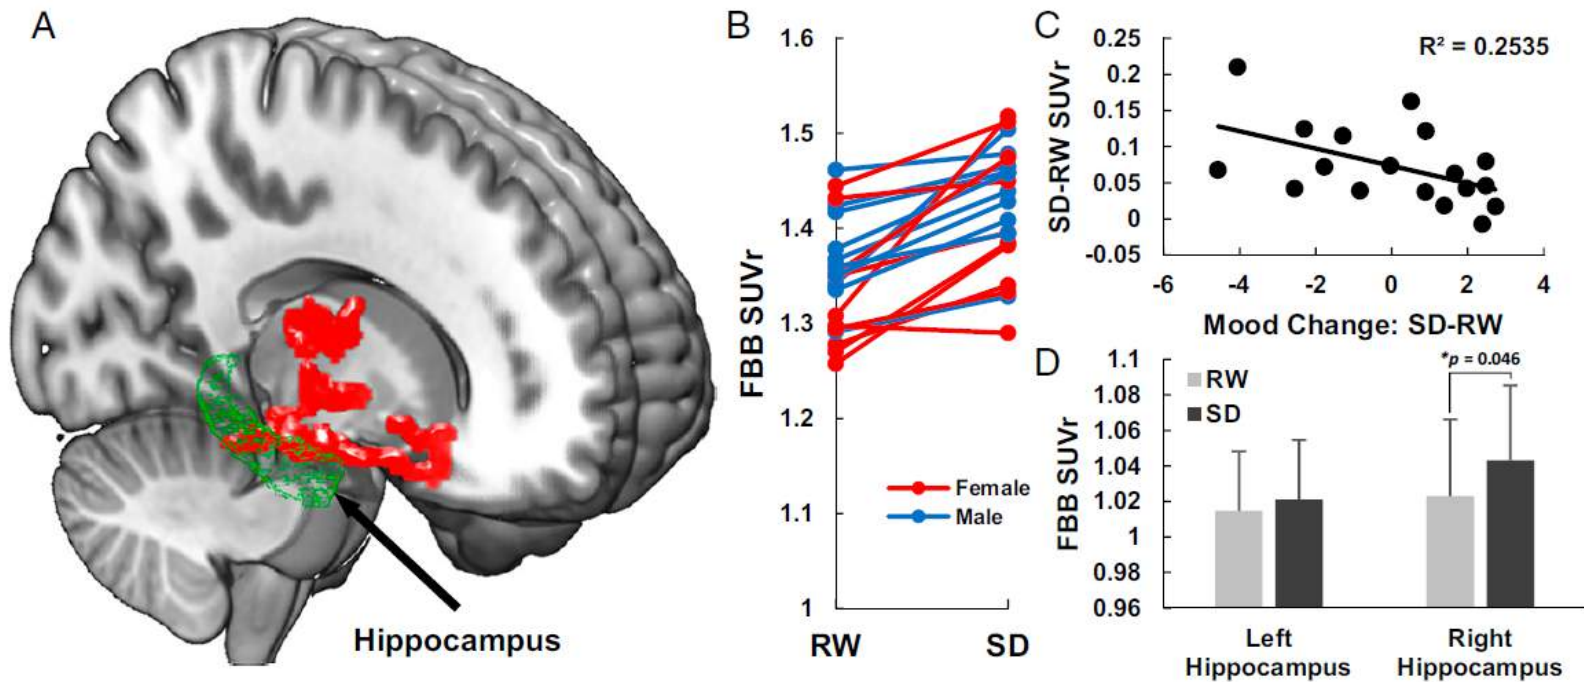 A
Hippocampus
B
FBB SUVr
1.6
1.5
1.4
1.3
1.2
1.1
1
Female
Male
RW
SD
C
SD-RW SUVr
0.25
0.2
0.15
0.1
0.05
0
-0.05
R² = 0.2535
-6
-4
-2
0
2
4
Mood Change: SD-RW
D
FBB SUVr
1.1
1.08
1.06
1.04
1.02
1
0.98
0.96
RW
SD
*p = 0.046
Left
Hippocampus
Right
Hippocampus